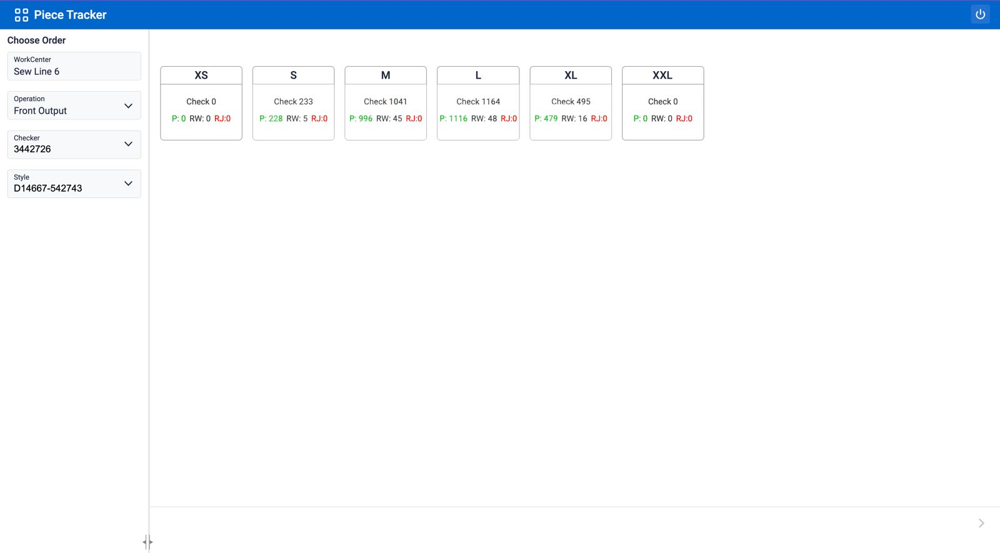 Piece Tracker
Choose Order
WorkCenter
Sew Line 6
Operation
Front Output
Checker
3442726
Style
D14667-542743
XS
Check 0
P: 0 RW: 0 RJ:0
S
Check 233
P: 228 RW: 5 RJ:0
M
Check 1041
P: 996 RW: 45 RJ:0
L
Check 1164
P: 1116 RW: 48 RJ:0
XL
Check 495
P: 479 RW: 16 RJ:0
XXL
Check 0
P: 0 RW: 0 RJ:0